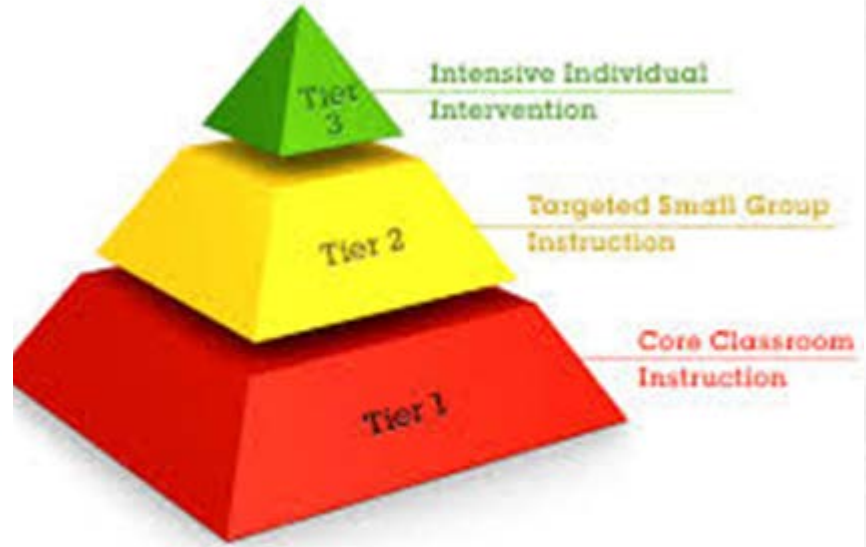 Tier
3
Intensive Individual
Intervention
Tier 2
Targeted Small Group
Instruction
Tier 1
Core Classroom
Instruction